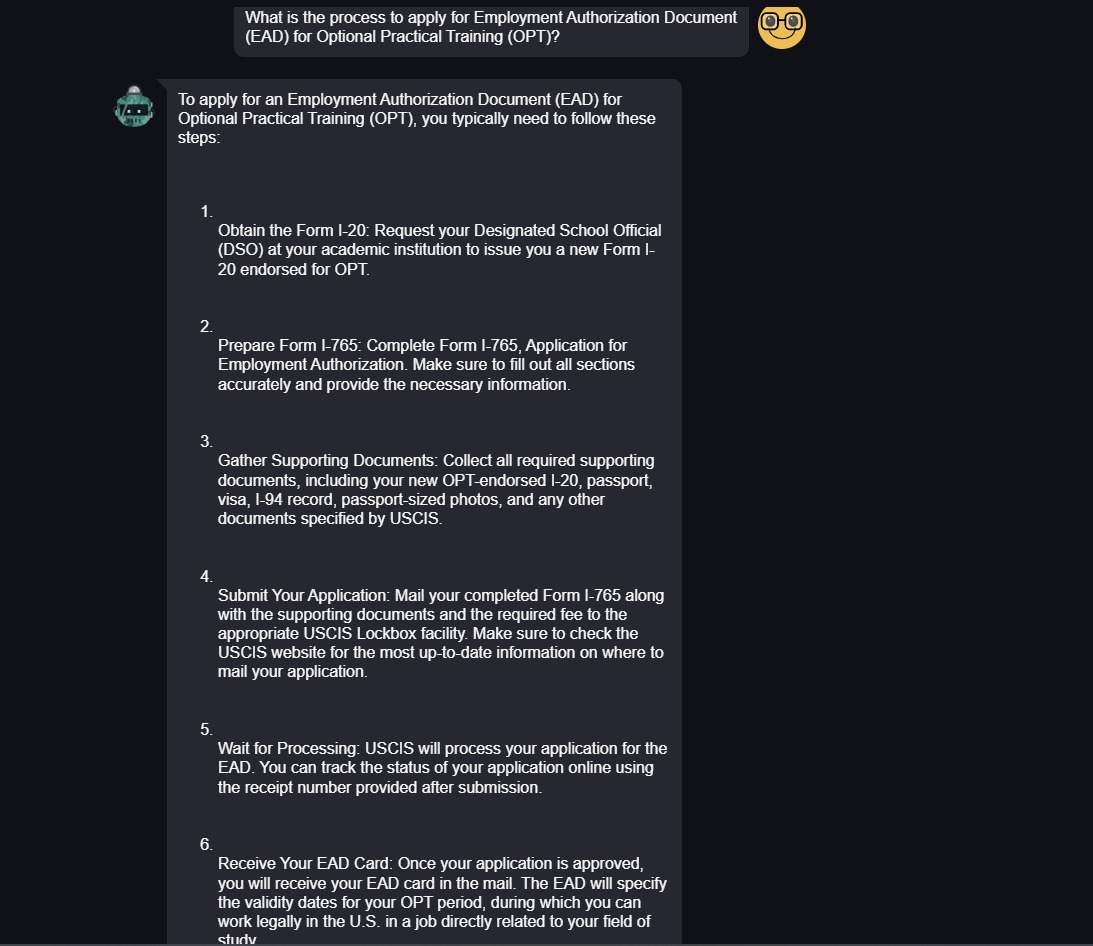 What is the process to apply for Employment Authorization Document
(EAD) for Optional Practical Training (OPT)?
To apply for an Employment Authorization Document (EAD) for
Optional Practical Training (OPT), you typically need to follow these
steps:
1.
Obtain the Form I-20: Request your Designated School Official
(DSO) at your academic institution to issue you a new Form I-
20 endorsed for OPT.
2.
Prepare Form I-765: Complete Form I-765, Application for
Employment Authorization. Make sure to fill out all sections
accurately and provide the necessary information.
3.
Gather Supporting Documents: Collect all required supporting
documents, including your new OPT-endorsed I-20, passport,
visa, I-94 record, passport-sized photos, and any other
documents specified by USCIS.
4.
Submit Your Application: Mail your completed Form I-765 along
with the supporting documents and the required fee to the
appropriate USCIS Lockbox facility. Make sure to check the
USCIS website for the most up-to-date information on where to
mail your application.
5.
Wait for Processing: USCIS will process your application for the
EAD. You can track the status of your application online using
the receipt number provided after submission.
6.
Receive Your EAD Card: Once your application is approved,
you will receive your EAD card in the mail. The EAD will specify
the validity dates for your OPT period, during which you can
work legally in the U.S. in a job directly related to your field of
study.